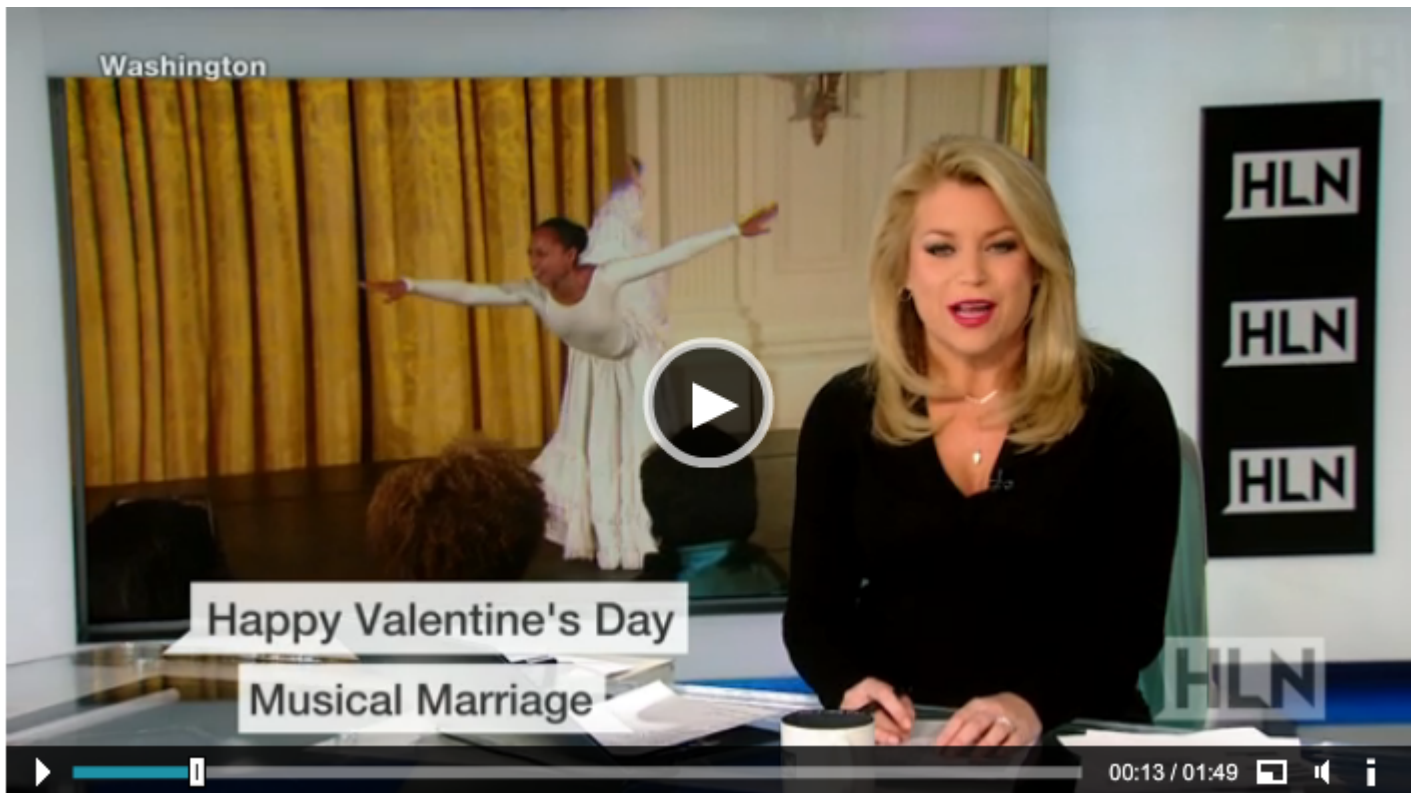 Washington
HLN
HLN
HLN
Happy Valentine's Day
Musical Marriage
HLN
00:13 / 01:49